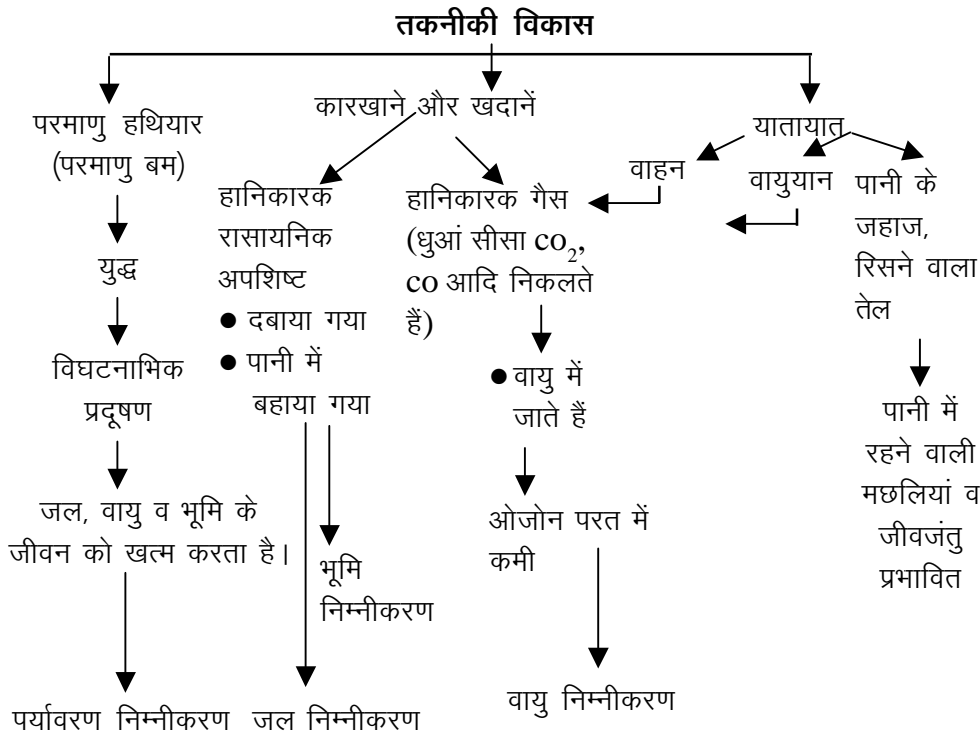 तकनीकी विकास
परमाणु हथियार
(परमाणु बम)
युद्ध
विघटनाभिक
प्रदूषण
जल, वायु व भूमि के
जीवन को खत्म करता है।
पर्यावरण निम्नीकरण
कारखाने और खदानें
हानिकारक
रासायनिक
अपशिष्ट
● दबाया गया
● पानी में
बहाया गया
जल निम्नीकरण
भूमि
निम्नीकरण
हानिकारक गैस
(धुआं सीसा co₂,
co आदि निकलते
हैं)
● वायु में
जाते हैं
ओजोन परत में
कमी
वायु निम्नीकरण
यातायात
वाहन
वायुयान
पानी के
जहाज,
रिसने वाला
तेल
पानी में
रहने वाली
मछलियां व
जीवजंतु
प्रभावित